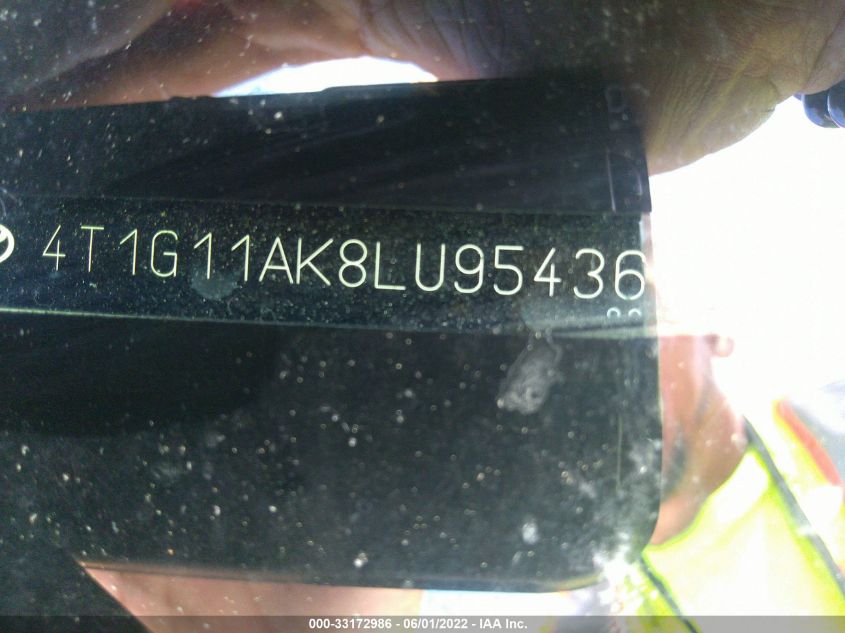 4T1G11AK8LU95436
000-33172986 - 06/01/2022 - IAA Inc.